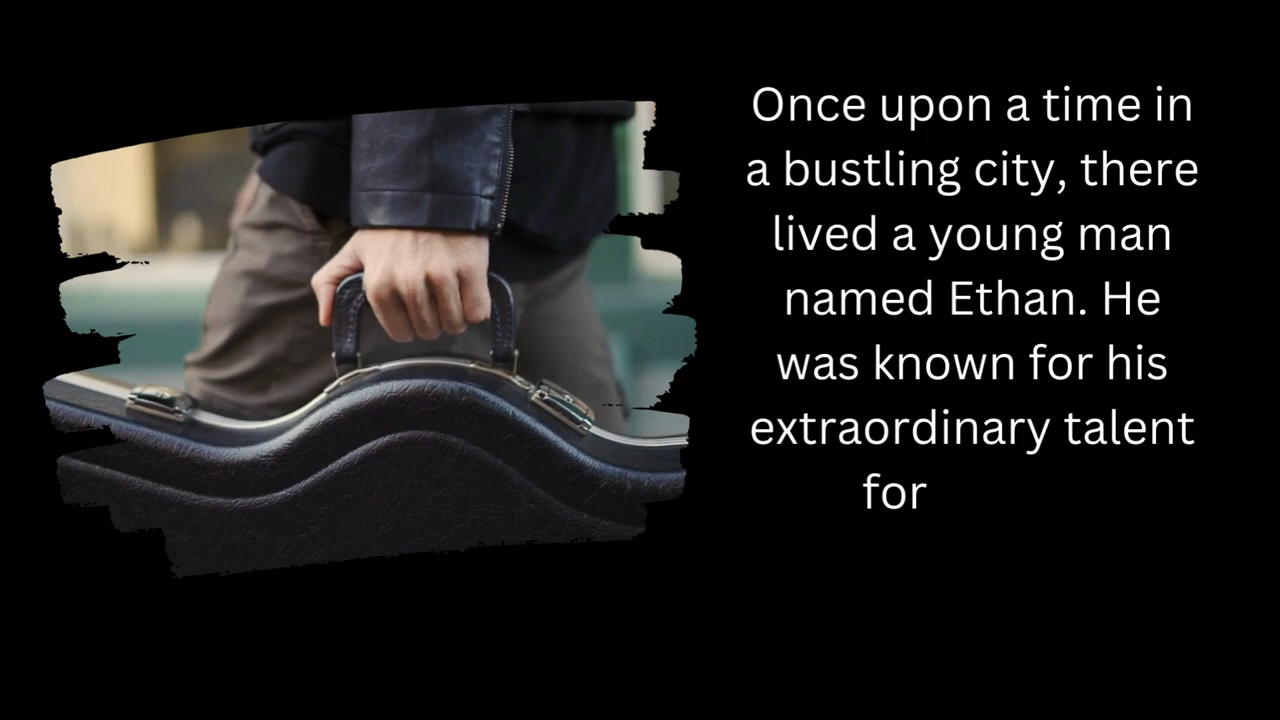 Once upon a time in
a bustling city, there
lived a young man
named Ethan. He
was known for his
extraordinary talent
for